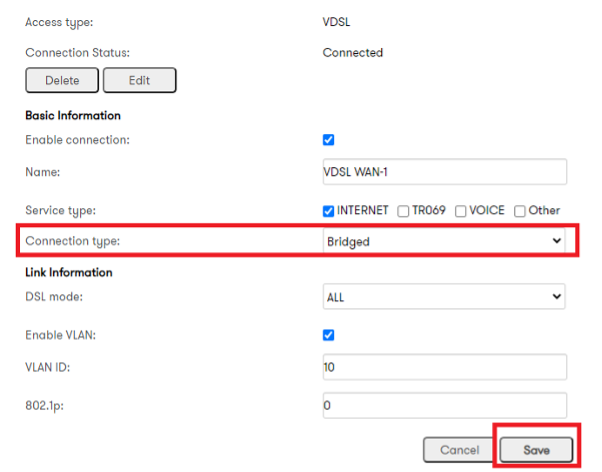 Access type: VDSL
Connection Status: Connected
Delete Edit
Basic Information
Enable connection:
Name: VDSL WAN-1
Service type: INTERNET TR069 VOICE Other
Connection type: Bridged
Link Information
DSL mode: ALL
Enable VLAN:
VLAN ID: 10
802.1p: 0
Cancel Save